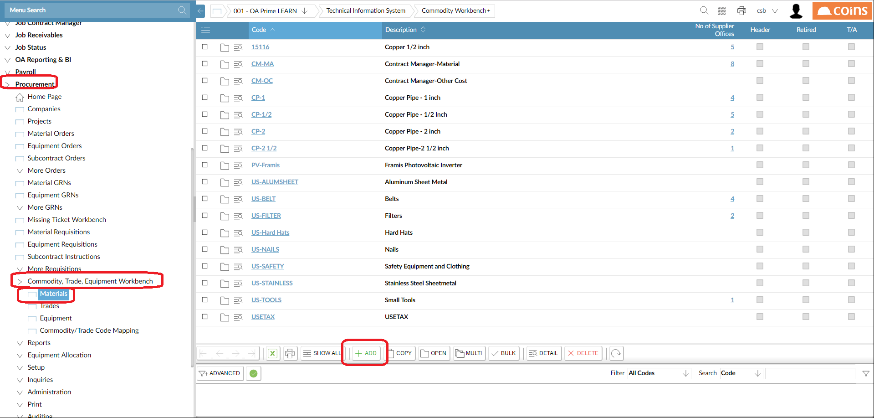 Menu Search
001 - OA Prime LEARN
Technical Information System
Commodity Workbench+
csb
coins
Job Contract Manager
Job Receivables
Job Status
OA Reporting & BI
Payroll
Procurement
Home Page
Companies
Projects
Material Orders
Equipment Orders
Subcontract Orders
More Orders
Material GRNs
Equipment GRNs
More GRNs
Missing Ticket Workbench
Material Requisitions
Equipment Requisitions
Subcontract Instructions
More Requisitions
Commodity, Trade, Equipment Workbench
Materials
Trades
Equipment
Commodity/Trade Code Mapping
Reports
Equipment Allocation
Setup
Inquiries
Administration
Print
Auditing
Code Description No of Supplier Offices Header Retired T/A
15116 Copper 1/2 inch 5
CM-MA Contract Manager-Material 8
CM-OC Contract Manager-Other Cost
CP-1 Copper Pipe - 1 inch 4
CP-1/2 Copper Pipe - 1/2 Inch 5
CP-2 Copper Pipe - 2 inch 2
CP-2 1/2 Copper Pipe-2 1/2 inch 1
PV-Framis Framis Photovoltaic Inverter
US-ALUMSHEET Aluminum Sheet Metal
US-BELT Belts 4
US-FILTER Filters 2
US-Hard Hats Hard Hats
US-NAILS Nails
US-SAFETY Safety Equipment and Clothing
US-STAINLESS Stainless Steel Sheetmetal
US-TOOLS Small Tools 1
USETAX USETAX
SHOW ALL ADD COPY OPEN MULTI BULK DETAIL DELETE
ADVANCED Filter All Codes Search Code